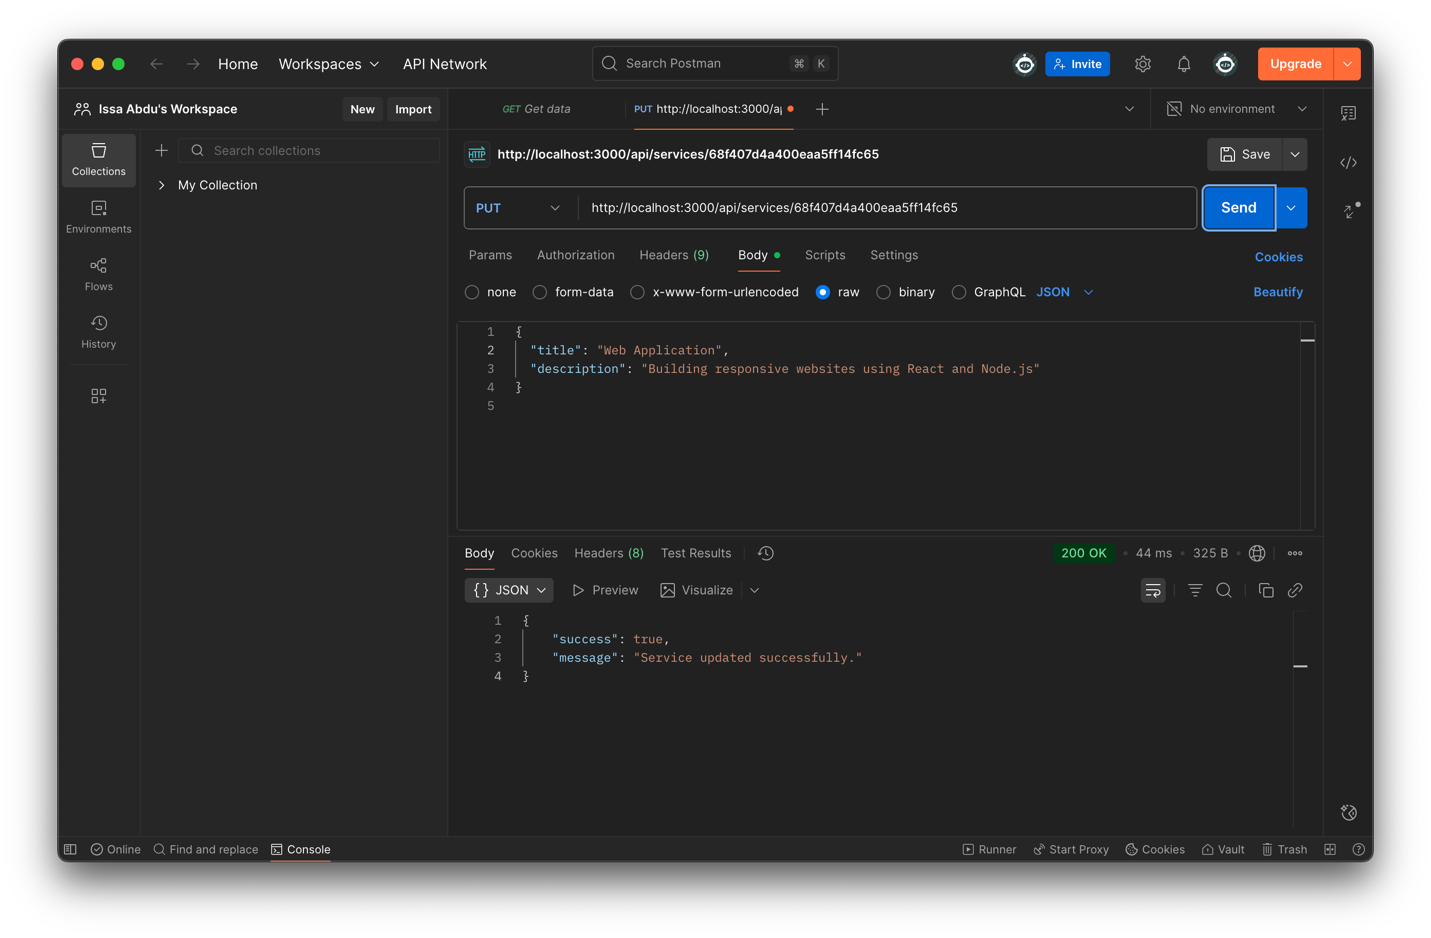 Home Workspaces API Network Search Postman ⌘ K Invite Upgrade
Issa Abdu's Workspace New Import GET Get data PUT http://localhost:3000/a No environment
Search collections
My Collection
Collections
Environments
Flows
History
HTTP http://localhost:3000/api/services/68f407d4a400eaa5ff14fc65 Save
PUT http://localhost:3000/api/services/68f407d4a400eaa5ff14fc65 Send
Params Authorization Headers (9) Body Scripts Settings Cookies
none form-data x-www-form-urlencoded raw binary GraphQL JSON Beautify
1 {
2 "title": "Web Application",
3 "description": "Building responsive websites using React and Node.js"
4 }
5
Body Cookies Headers (8) Test Results 200 OK • 44 ms • 325 B
{} JSON Preview Visualize
1 {
2 "success": true,
3 "message": "Service updated successfully."
4 }
Online Find and replace Console Runner Start Proxy Cookies Vault Trash